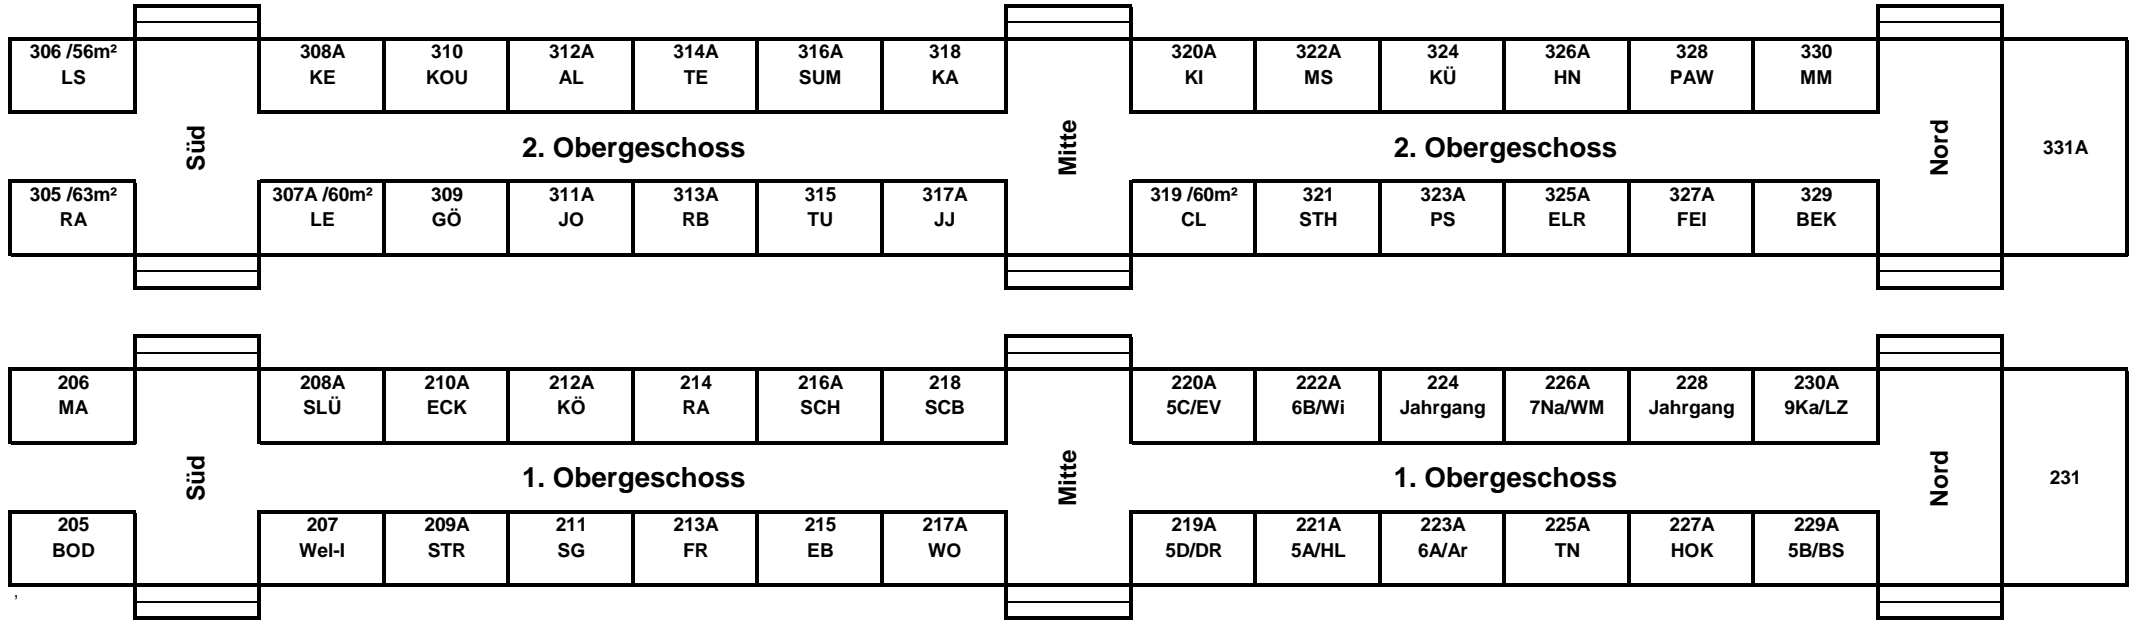 306 /56m² 308A 310 312A 314A 316A 318 320A 322A 324 326A 328 330
LS KE KOU AL TE SUM KA KI MS KÜ HN PAW MM
Süd 2. Obergeschoss Mitte 2. Obergeschoss Nord 331A
305 /63m² 307A /60m² 309 311A 313A 315 317A 319 /60m² 321 323A 325A 327A 329
RA LE GÖ JO RB TU JJ CL STH PS ELR FEI BEK
206 208A 210A 212A 214 216A 218 220A 222A 224 226A 228 230A
MA SLÜ ECK KÖ RA SCH SCB 5C/EV 6B/Wi Jahrgang 7Na/WM Jahrgang 9Ka/LZ
Süd 1. Obergeschoss Mitte 1. Obergeschoss Nord 231
205 207 209A 211 213A 215 217A 219A 221A 223A 225A 227A 229A
BOD Wel-I STR SG FR EB WO 5D/DR 5A/HL 6A/Ar TN HOK 5B/BS
,